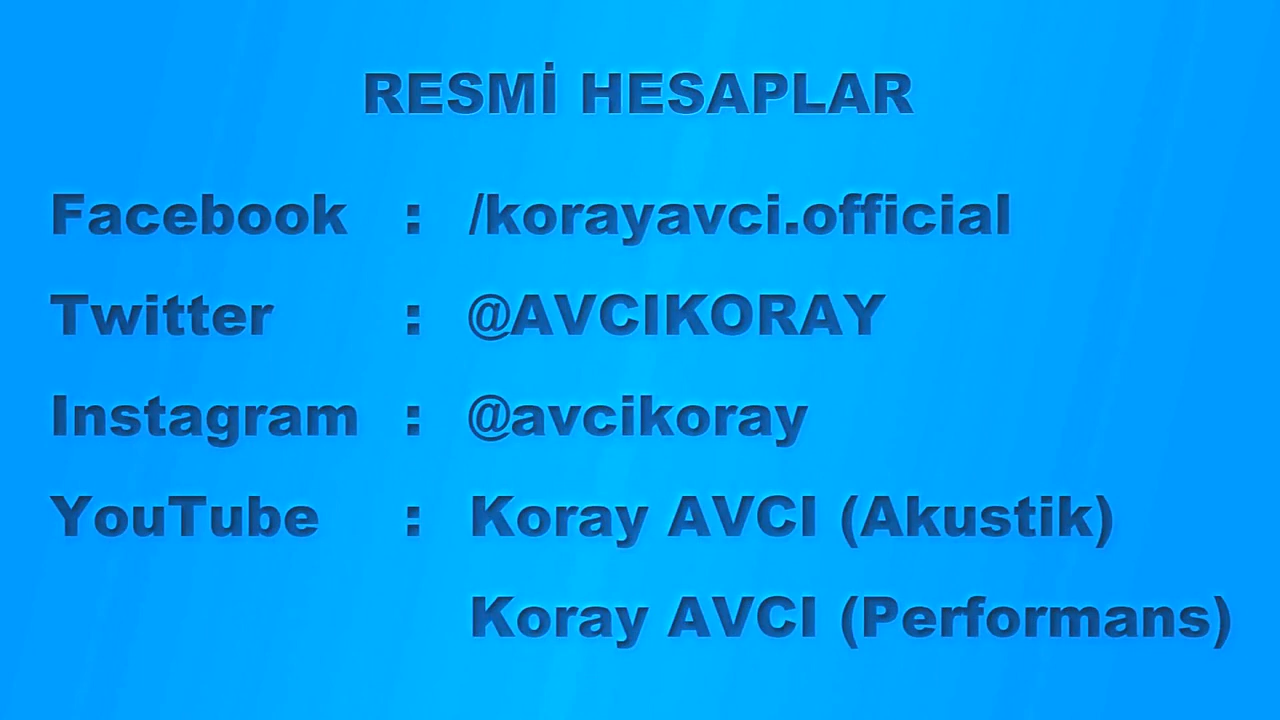 RESMİ HESAPLAR
Facebook : /korayavci.official
Twitter : @AVCIKORAY
Instagram : @avcikoray
YouTube : Koray AVCI (Akustik)
Koray AVCI (Performans)